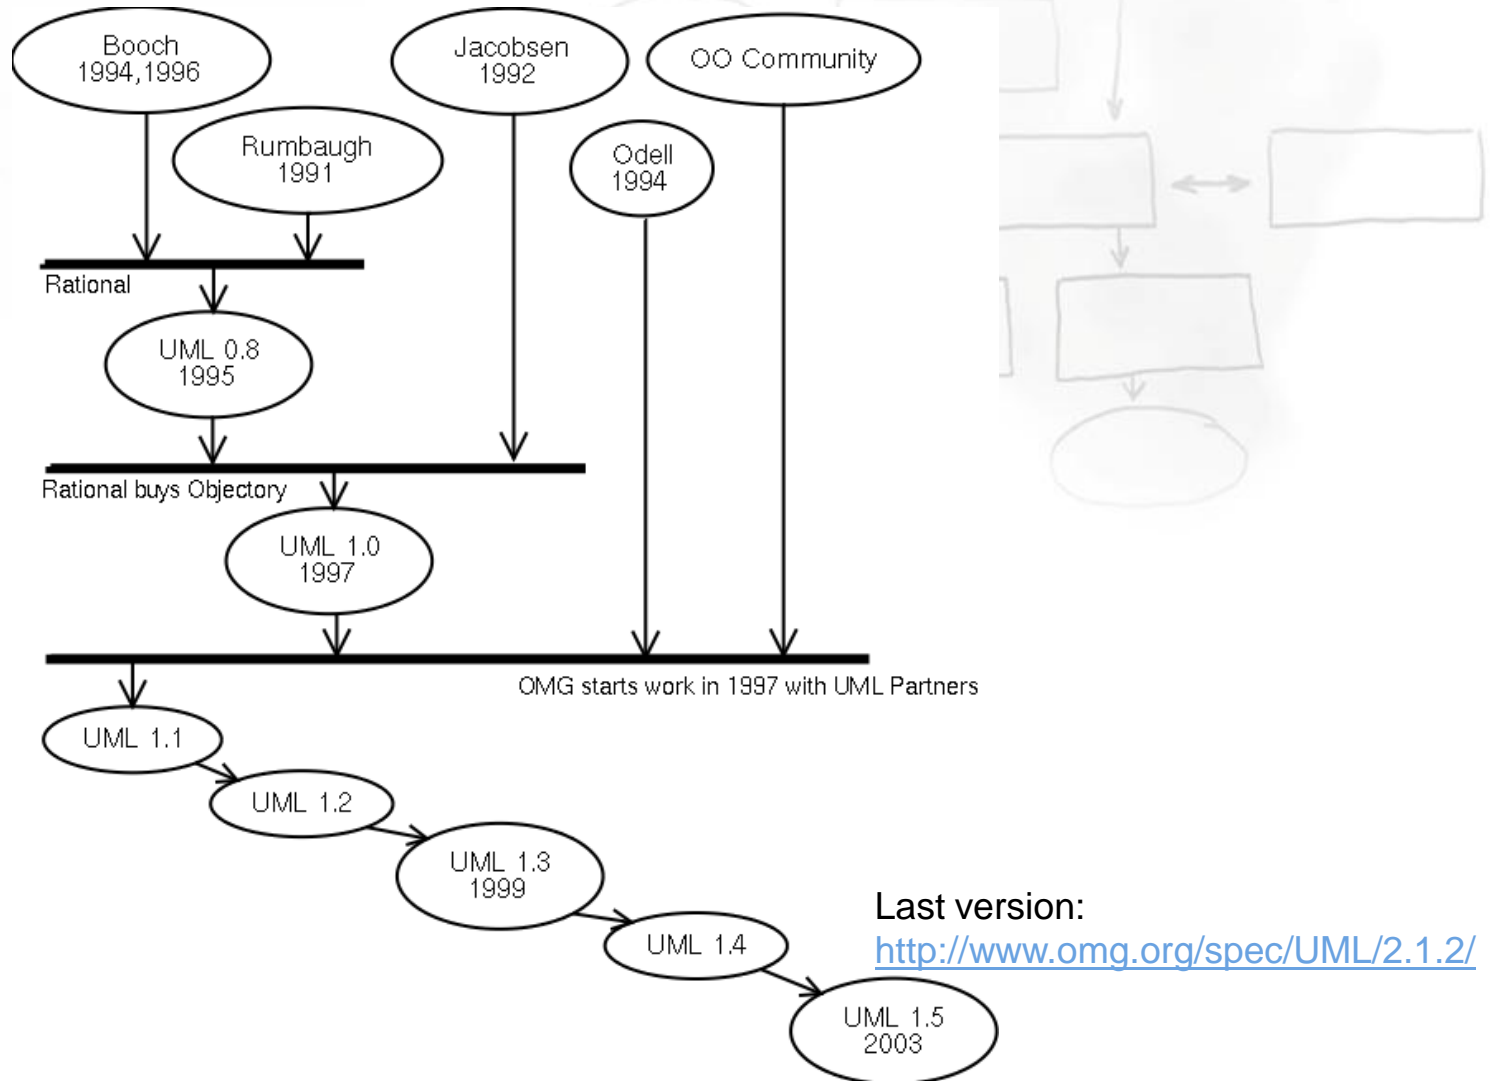 Booch
1994,1996
Jacobsen
1992
OO Community
Rumbaugh
1991
Odell
1994
Rational
UML 0.8
1995
Rational buys Objectory
UML 1.0
1997
OMG starts work in 1997 with UML Partners
UML 1.1
UML 1.2
UML 1.3
1999
UML 1.4
Last version:
http://www.omg.org/spec/UML/2.1.2/
UML 1.5
2003